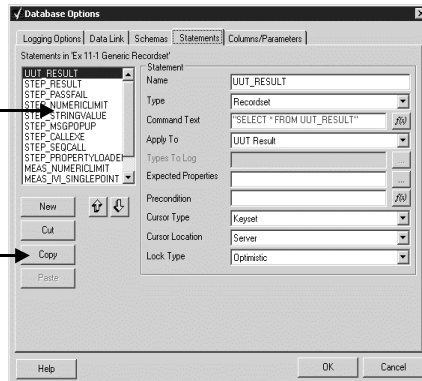 Database Options
Logging Options Data Link Schemas Statements Columns/Parameters
Statements in 'Ex 11-1 Generic Recordset'
UUT_RESULT
STEP_RESULT
STEP_PASSFAIL
STEP_NUMERICLIMIT
STEP_STRINGVALUE
STEP_MSGPOPUP
STEP_CALLEXE
STEP_SEQCALL
STEP_PROPERTYLOADER
MEAS_NUMERICLIMIT
MEAS_IVI_SINGLEPOINT
New
Cut
Copy
Paste
Statement
Name UUT_RESULT
Type Recordset
Command Text "SELECT * FROM UUT_RESULT" f(x)
Apply To UUT Result
Types To Log ...
Expected Properties ...
Precondition f(x)
Cursor Type Keyset
Cursor Location Server
Lock Type Optimistic
Help OK Cancel